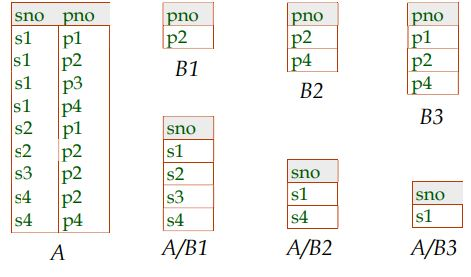 sno pno
s1 p1
s1 p2
s1 p3
s1 p4
s2 p1
s2 p2
s3 p2
s4 p2
s4 p4
A
pno
p2
B1
pno
p2
p4
B2
pno
p1
p2
p4
B3
sno
s1
s2
s3
s4
A/B1
sno
s1
s4
A/B2
sno
s1
A/B3